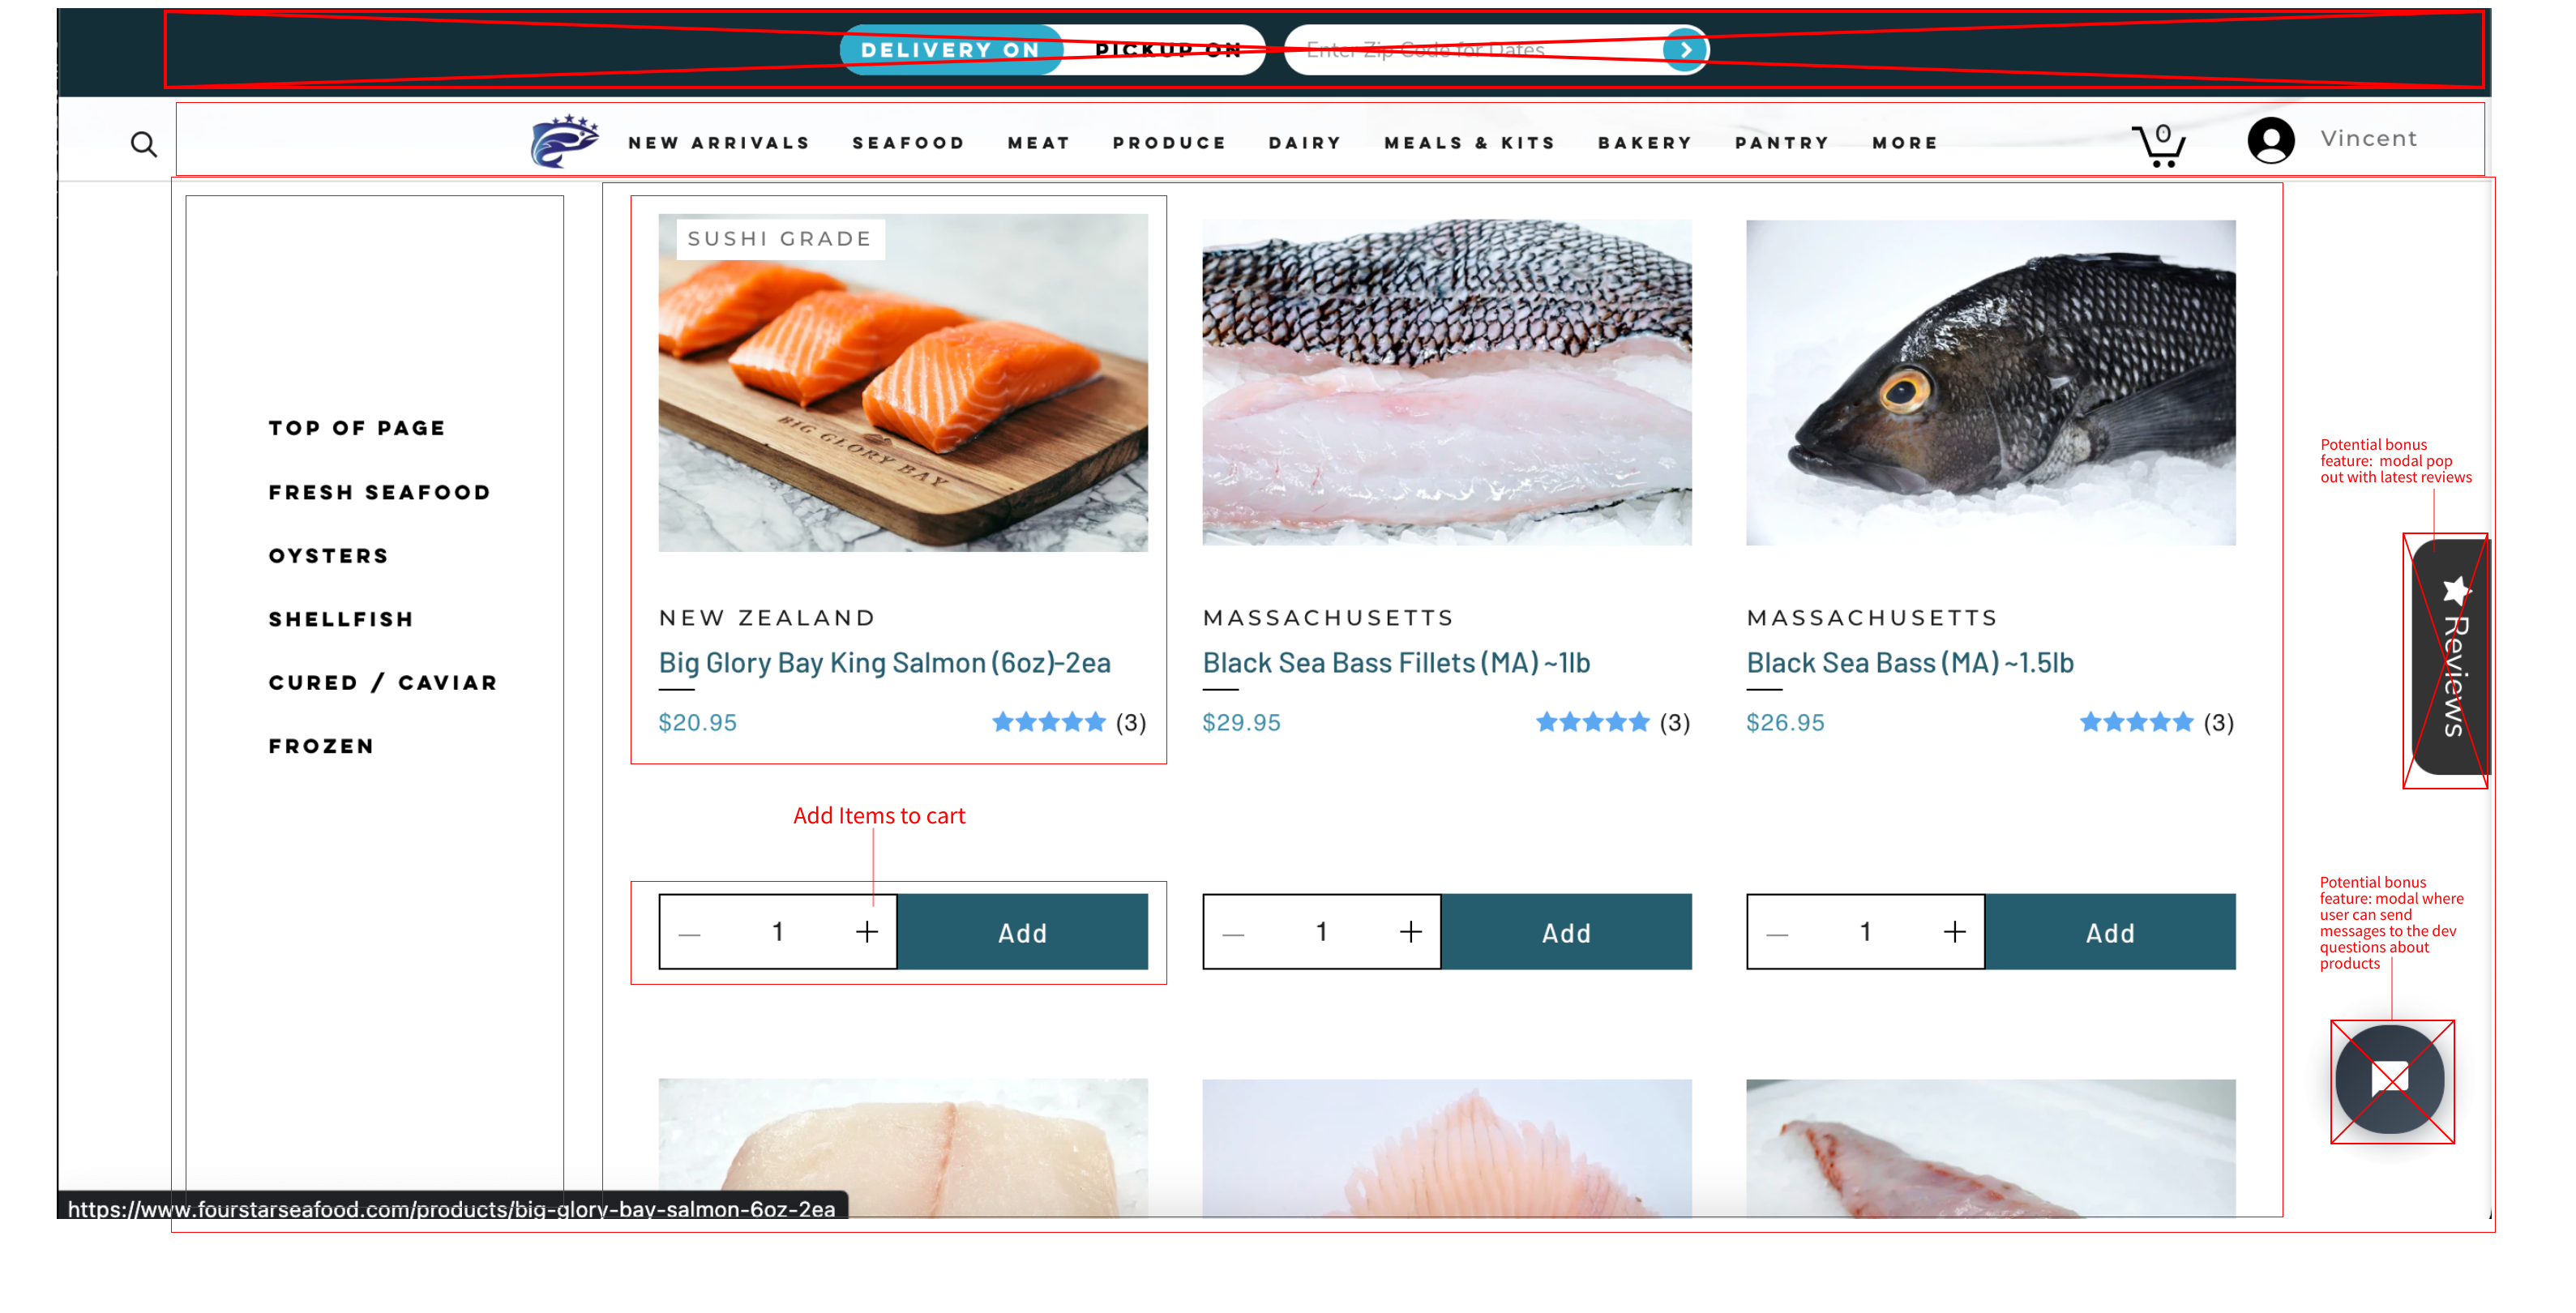 DELIVERY ON
PICKUP ON
Enter Zip Code for Dates
NEW ARRIVALS
SEAFOOD
MEAT
PRODUCE
DAIRY
MEALS & KITS
BAKERY
PANTRY
MORE
0
Vincent
TOP OF PAGE
FRESH SEAFOOD
OYSTERS
SHELLFISH
CURED / CAVIAR
FROZEN
SUSHI GRADE
BIG GLORY BAY
NEW ZEALAND
Big Glory Bay King Salmon (6oz)-2ea
$20.95
(3)
MASSACHUSETTS
Black Sea Bass Fillets (MA) ~1lb
$29.95
(3)
MASSACHUSETTS
Black Sea Bass (MA) ~1.5lb
$26.95
(3)
Add Items to cart
— 1 + Add
— 1 + Add
— 1 + Add
Potential bonus
feature: modal pop
out with latest reviews
Reviews
Potential bonus
feature: modal where
user can send
messages to the dev
questions about
products
https://www.fourstarseafood.com/products/big-glory-bay-salmon-6oz-2ea